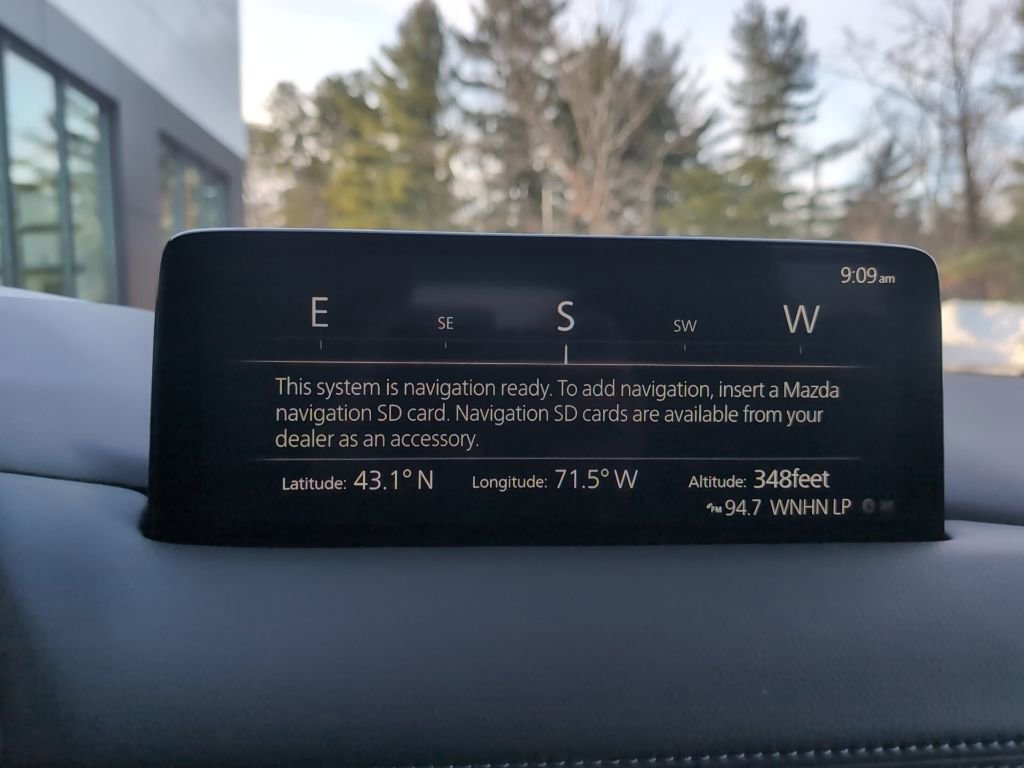 9:09am
E SE S SW W
This system is navigation ready. To add navigation, insert a Mazda
navigation SD card. Navigation SD cards are available from your
dealer as an accessory.
Latitude: 43.1° N Longitude: 71.5° W Altitude: 348feet
FM 94.7 WNHN LP